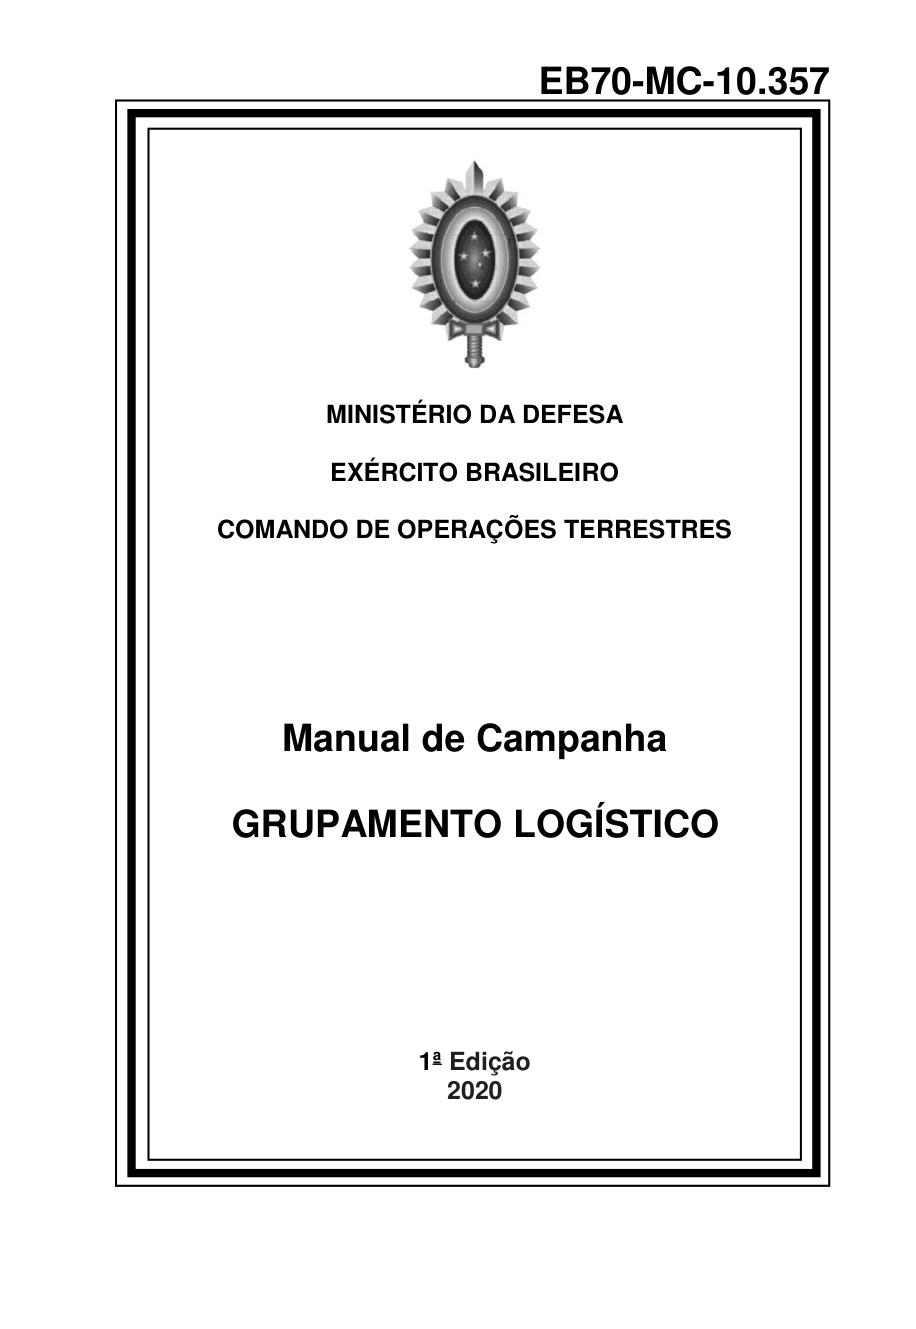 EB70-MC-10.357
MINISTÉRIO DA DEFESA
EXÉRCITO BRASILEIRO
COMANDO DE OPERAÇÕES TERRESTRES
Manual de Campanha
GRUPAMENTO LOGÍSTICO
1ª Edição
2020